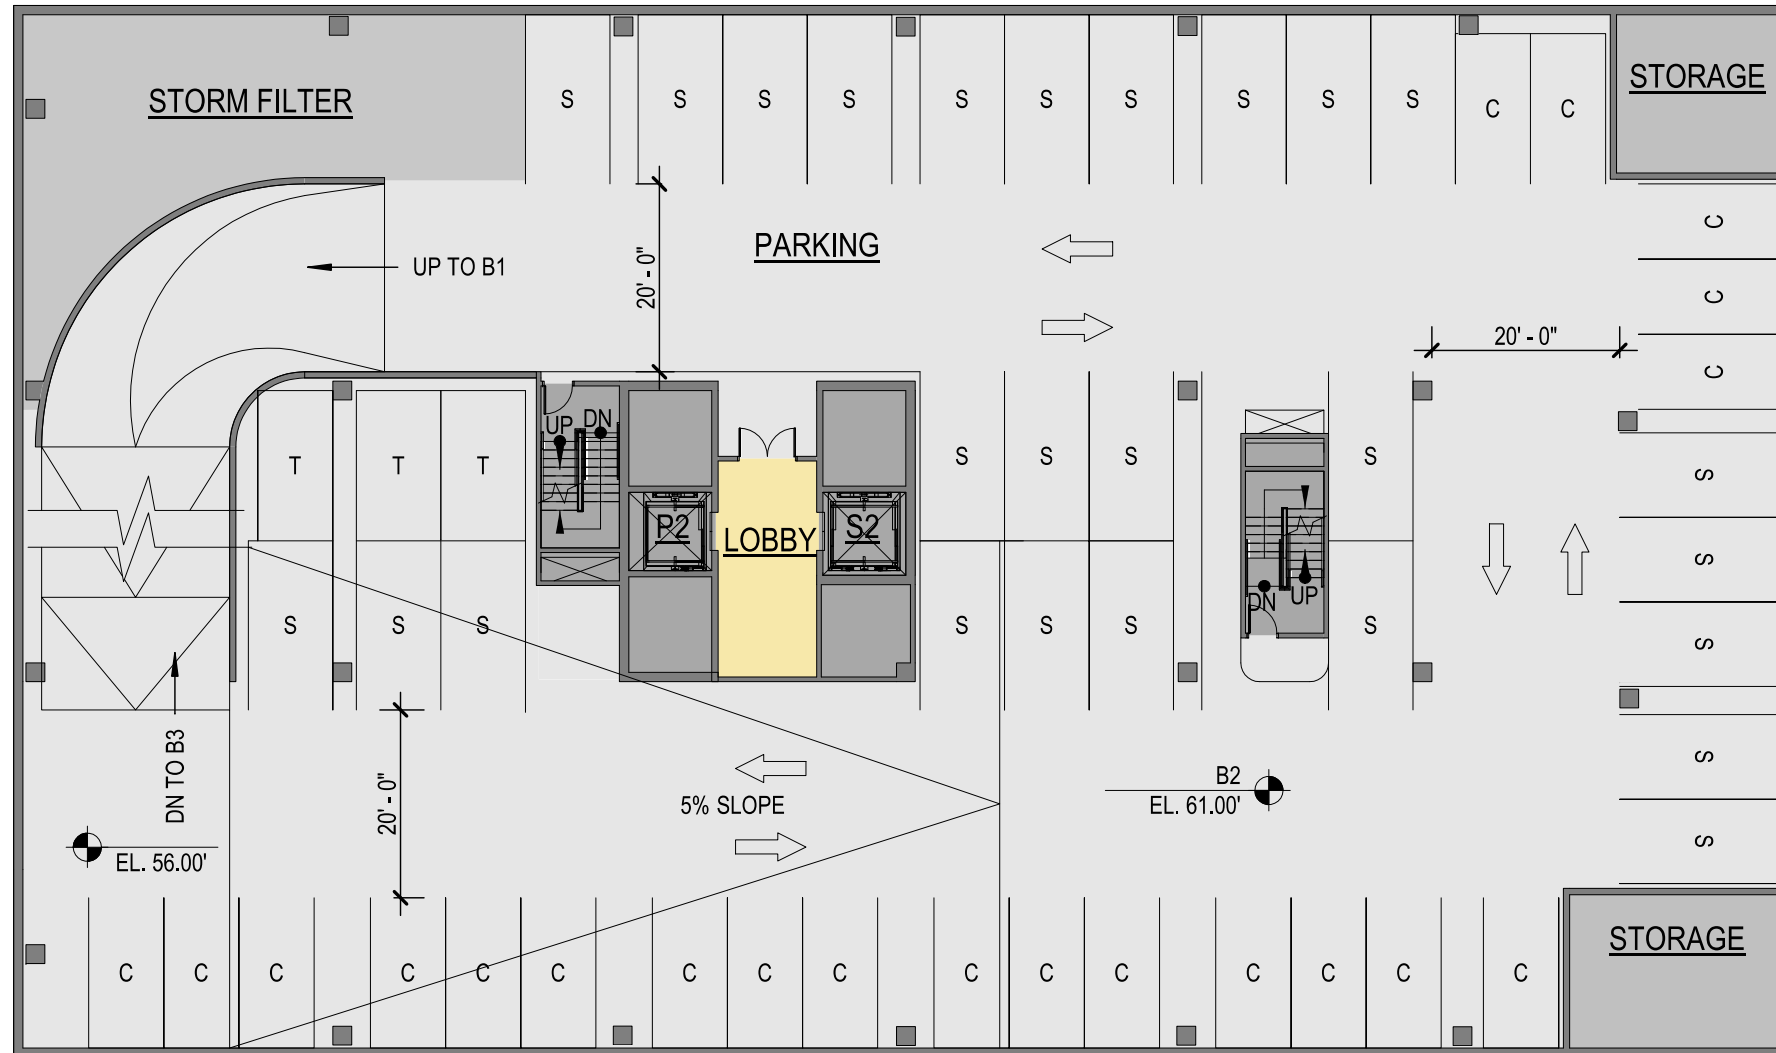 STORM FILTER
STORAGE
S S S S S S S S S S C C
C
C
C
PARKING
UP TO B1
20' - 0"
20' - 0"
UP DN
T T T S S S S
S
P2 LOBBY S2
S
DN UP
S S S S S S S
S
DN TO B3
S
B2
EL. 61.00'
5% SLOPE
20' - 0"
EL. 56.00'
S
STORAGE
C C C C C C C C C C C C C C C C